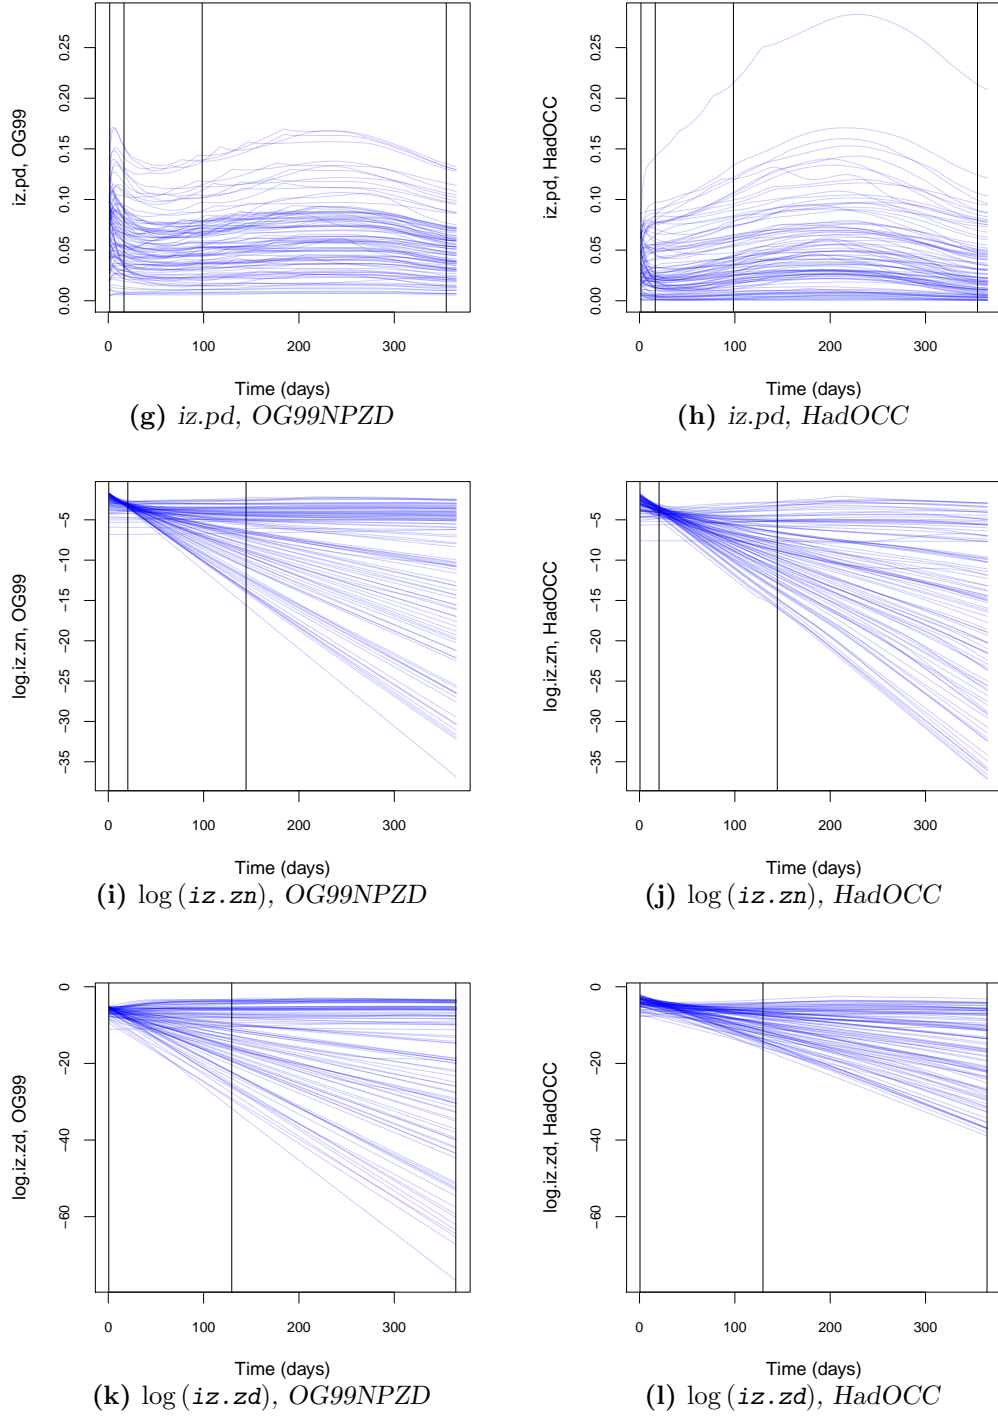 iz.pd, OG99
0.00 0.05 0.10 0.15 0.20 0.25
0 100 200 300
Time (days)
(g) iz.pd, OG99NPZD
iz.pd, HadOCC
0.00 0.05 0.10 0.15 0.20 0.25
0 100 200 300
Time (days)
(h) iz.pd, HadOCC
log.iz.zn, OG99
−35 −30 −25 −20 −15 −10 −5
0 100 200 300
Time (days)
(i) log (iz.zn), OG99NPZD
log.iz.zn, HadOCC
−35 −30 −25 −20 −15 −10 −5
0 100 200 300
Time (days)
(j) log (iz.zn), HadOCC
log.iz.zd, OG99
−60 −40 −20 0
0 100 200 300
Time (days)
(k) log (iz.zd), OG99NPZD
log.iz.zd, HadOCC
−60 −40 −20 0
0 100 200 300
Time (days)
(l) log (iz.zd), HadOCC